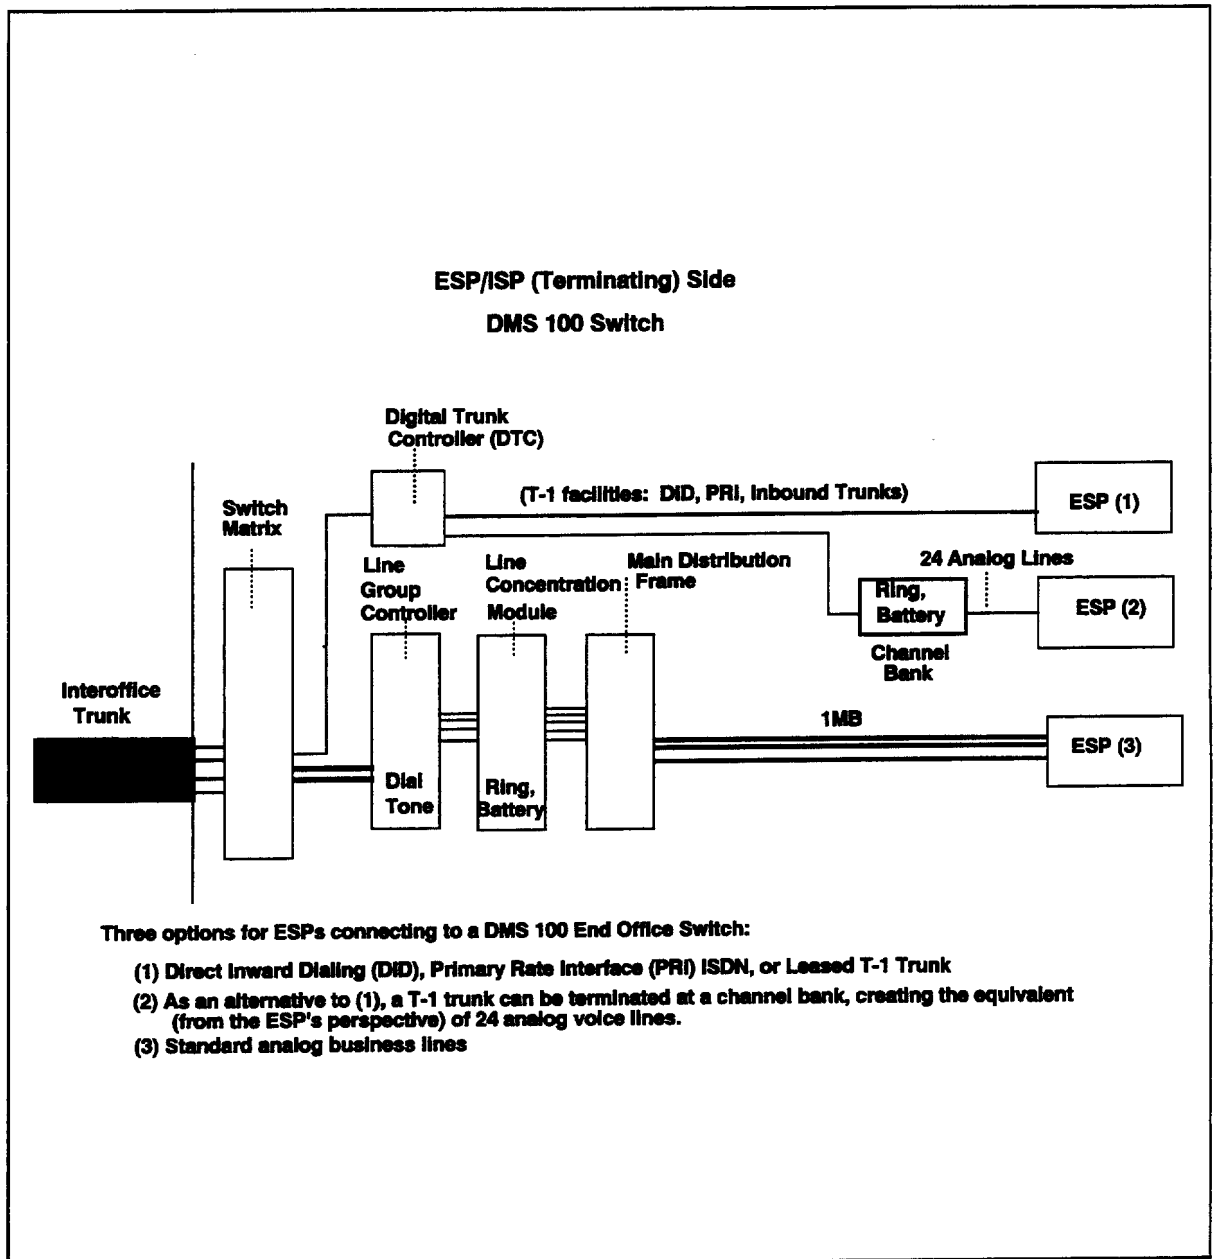 ESP/ISP (Terminating) Side
DMS 100 Switch
Digital Trunk
Controller (DTC)
(T-1 facilities: DID, PRI, Inbound Trunks)
ESP (1)
Switch
Matrix
Line
Group
Controller
Line
Concentration
Module
Main Distribution
Frame
24 Analog Lines
Ring,
Battery
ESP (2)
Channel
Bank
Interoffice
Trunk
1MB
ESP (3)
Dial
Tone
Ring,
Battery
Three options for ESPs connecting to a DMS 100 End Office Switch:
(1) Direct Inward Dialing (DID), Primary Rate Interface (PRI) ISDN, or Leased T-1 Trunk
(2) As an alternative to (1), a T-1 trunk can be terminated at a channel bank, creating the equivalent
(from the ESP's perspective) of 24 analog voice lines.
(3) Standard analog business lines